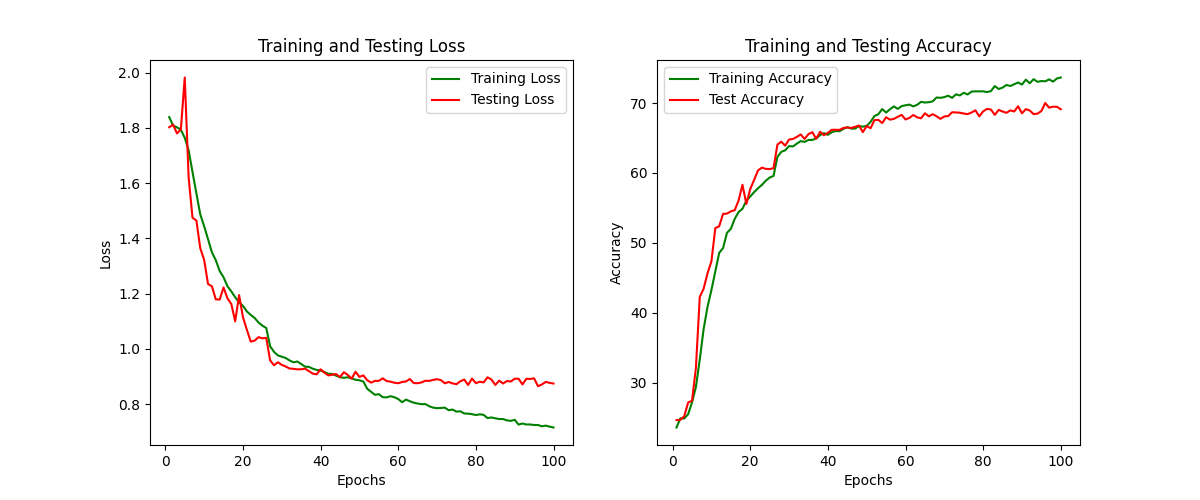 Training and Testing Loss
Training Loss
Testing Loss
2.0
1.8
1.6
1.4
1.2
1.0
0.8
Loss
0 20 40 60 80 100
Epochs
Training and Testing Accuracy
Training Accuracy
Test Accuracy
70
60
50
40
30
Accuracy
0 20 40 60 80 100
Epochs